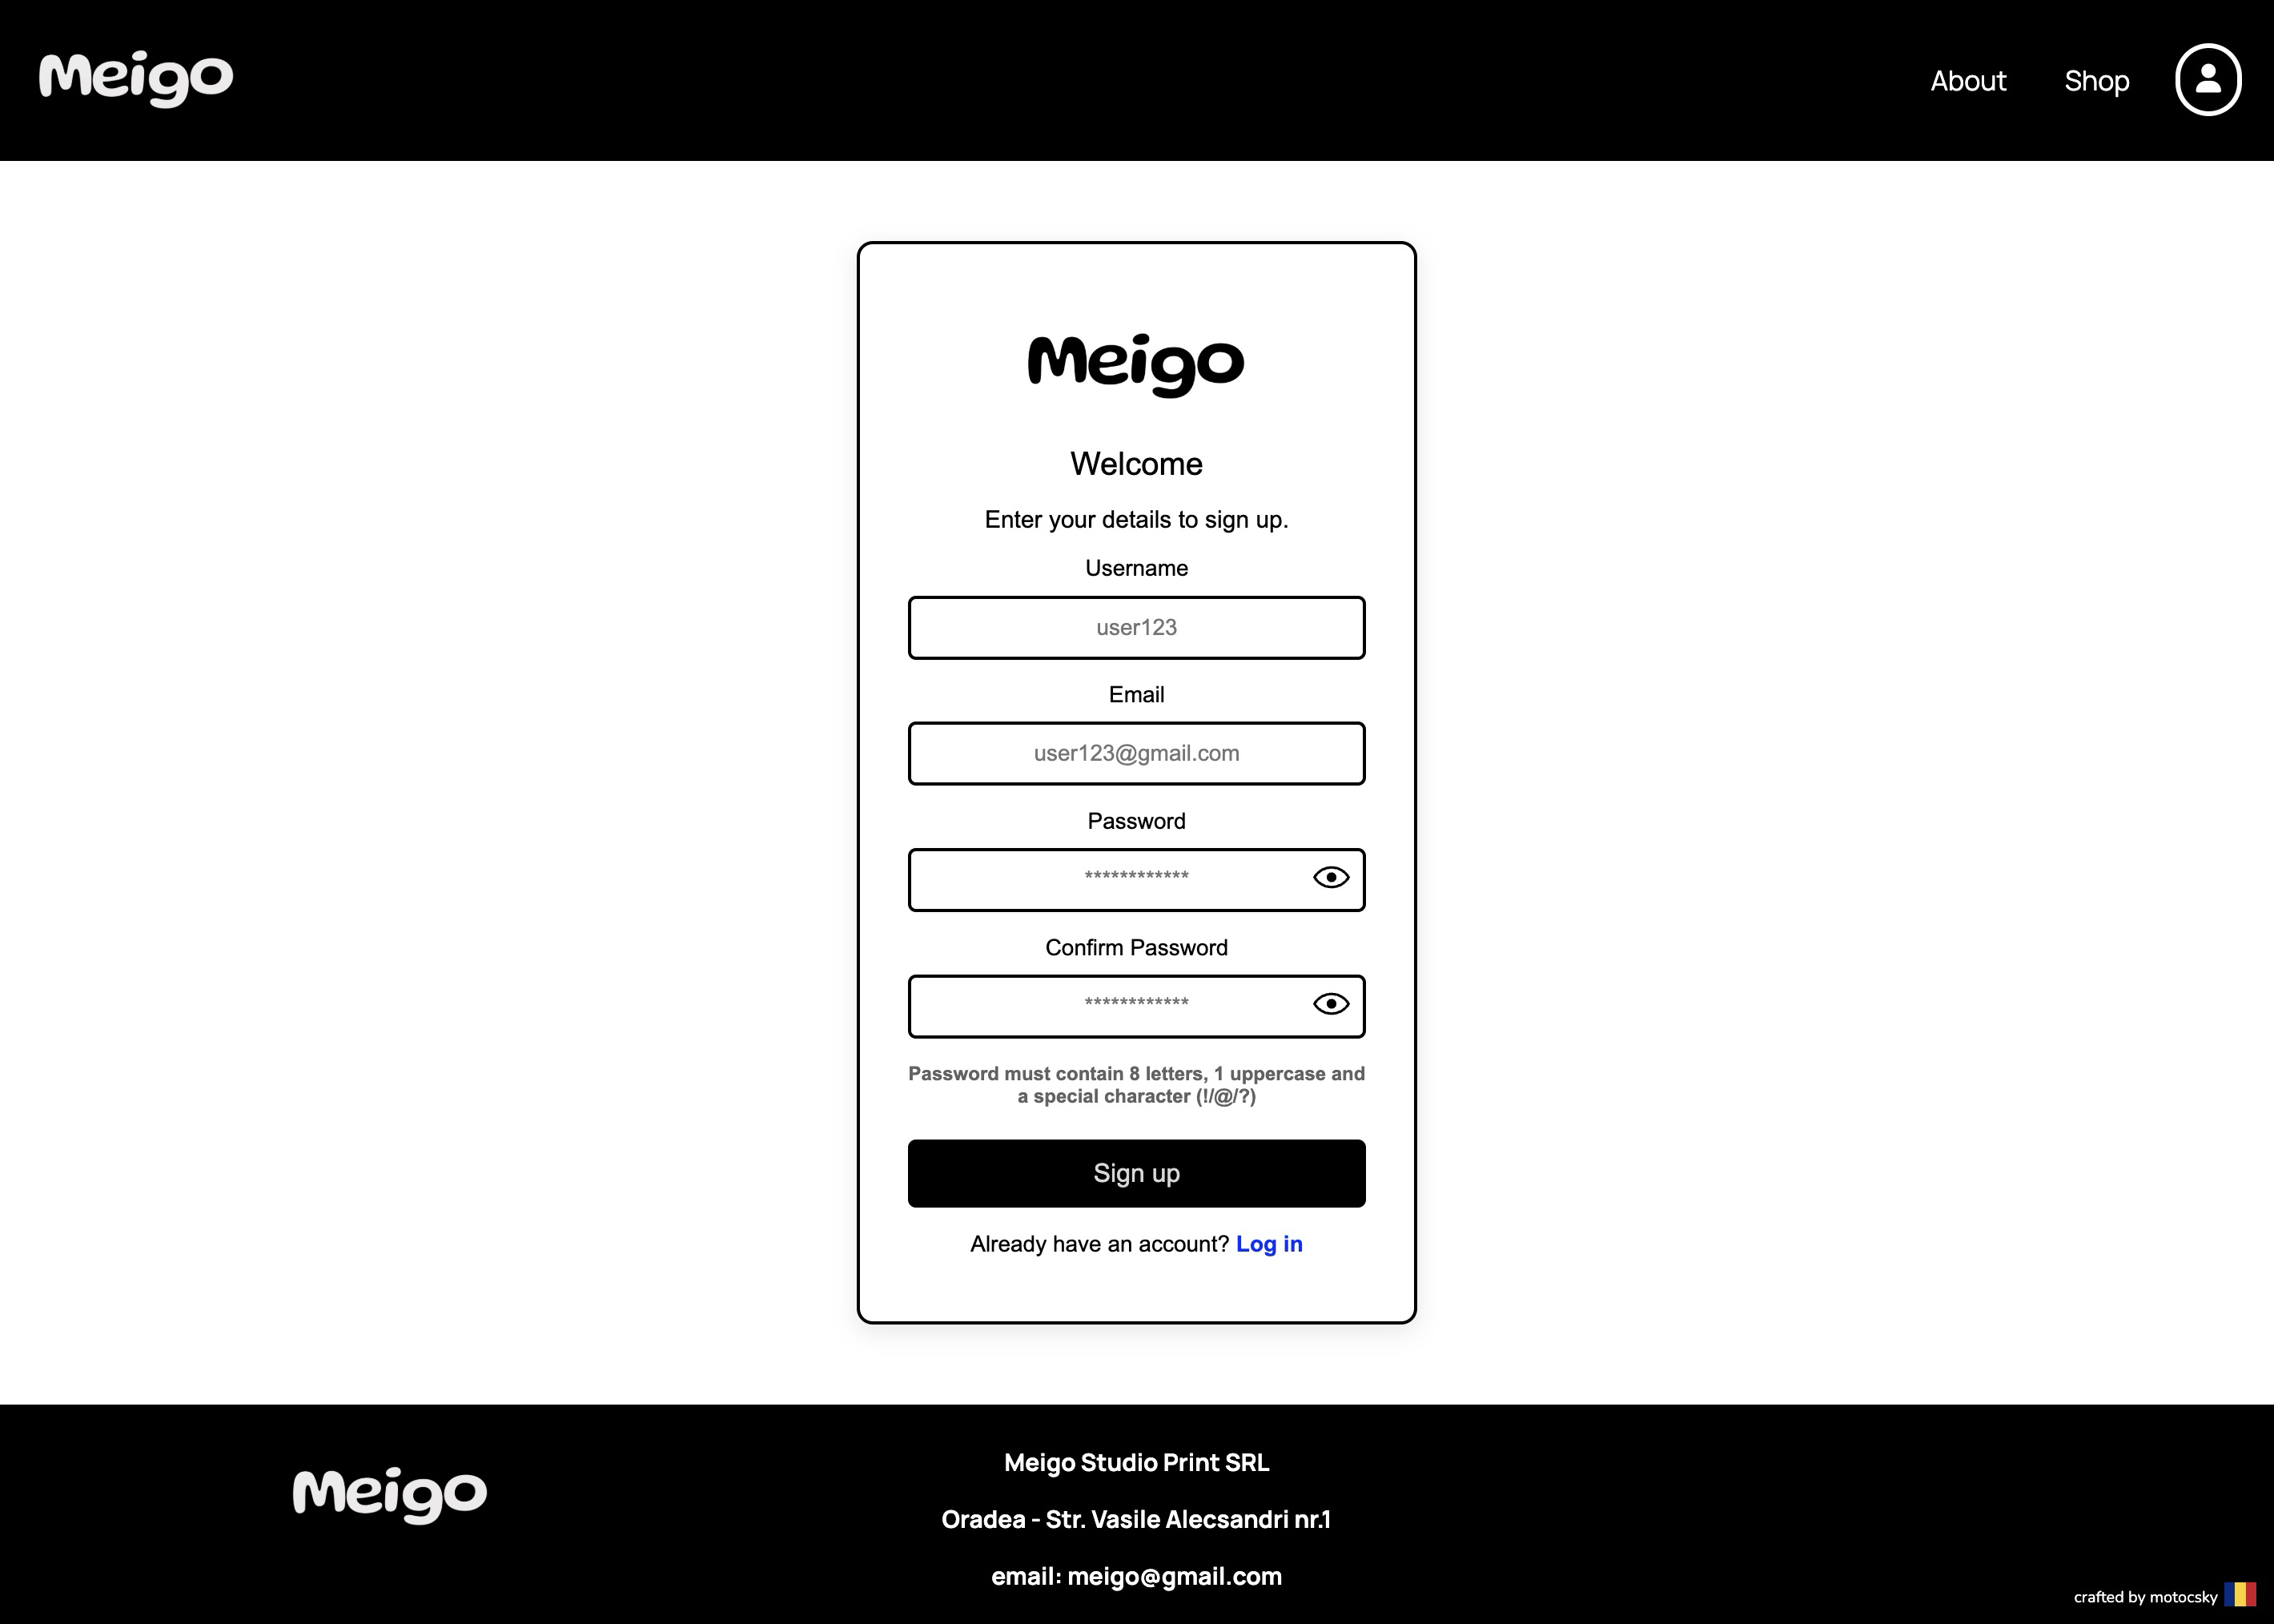 Meigo
About
Shop
Meigo
Welcome
Enter your details to sign up.
Username
user123
Email
user123@gmail.com
Password
************
Confirm Password
************
Password must contain 8 letters, 1 uppercase and
a special character (!/@/?)
Sign up
Already have an account? Log in
Meigo
Meigo Studio Print SRL
Oradea - Str. Vasile Alecsandri nr.1
email: meigo@gmail.com
crafted by motocsky